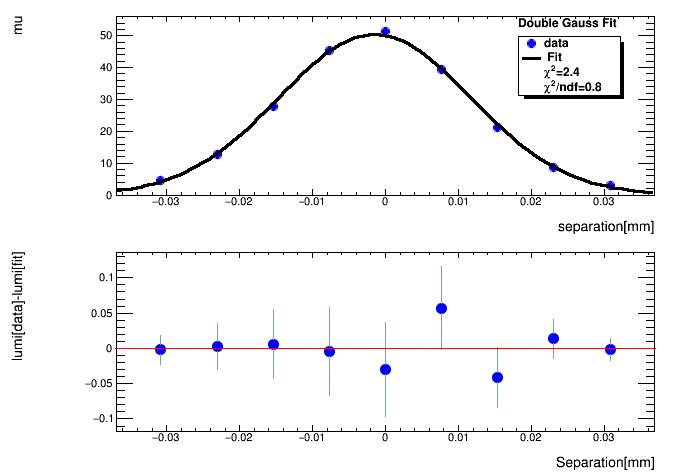 mu
Double Gauss Fit
data
Fit
χ²=2.4
χ²/ndf=0.8
50
40
30
20
10
0
−0.03 −0.02 −0.01 0 0.01 0.02 0.03
separation[mm]
lumi[data]-lumi[fit]
0.1
0.05
0
−0.05
−0.1
−0.03 −0.02 −0.01 0 0.01 0.02 0.03
Separation[mm]